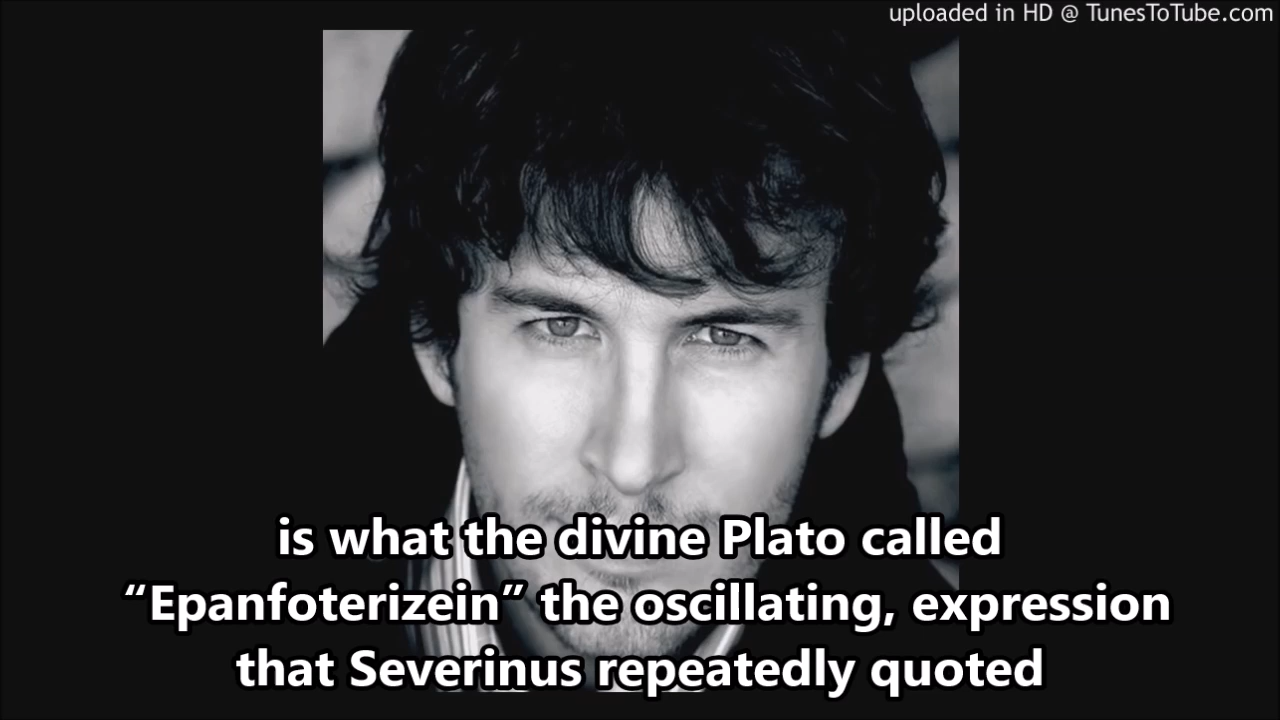 uploaded in HD @ TunesToTube.com
is what the divine Plato called
“Epanfoterizein” the oscillating, expression
that Severinus repeatedly quoted